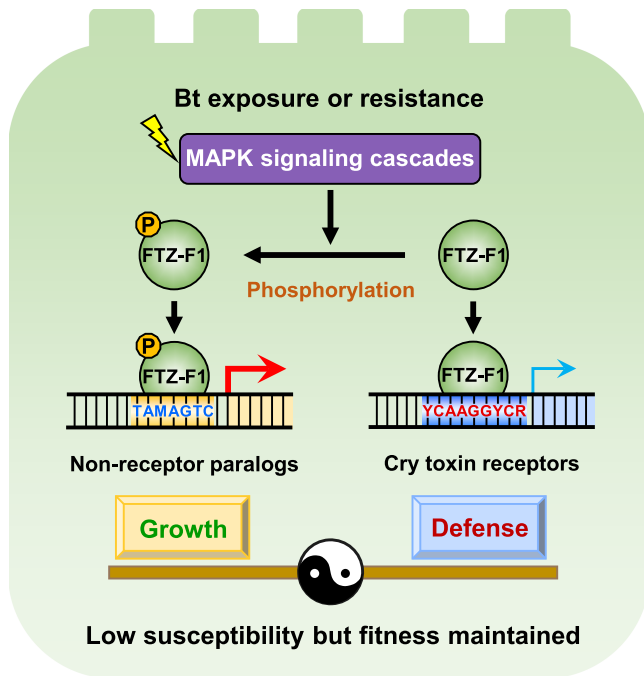 Bt exposure or resistance
MAPK signaling cascades
P
FTZ-F1
FTZ-F1
Phosphorylation
P
FTZ-F1
FTZ-F1
TAMAGTC
YCAAGGYCR
Non-receptor paralogs
Cry toxin receptors
Growth
Defense
Low susceptibility but fitness maintained